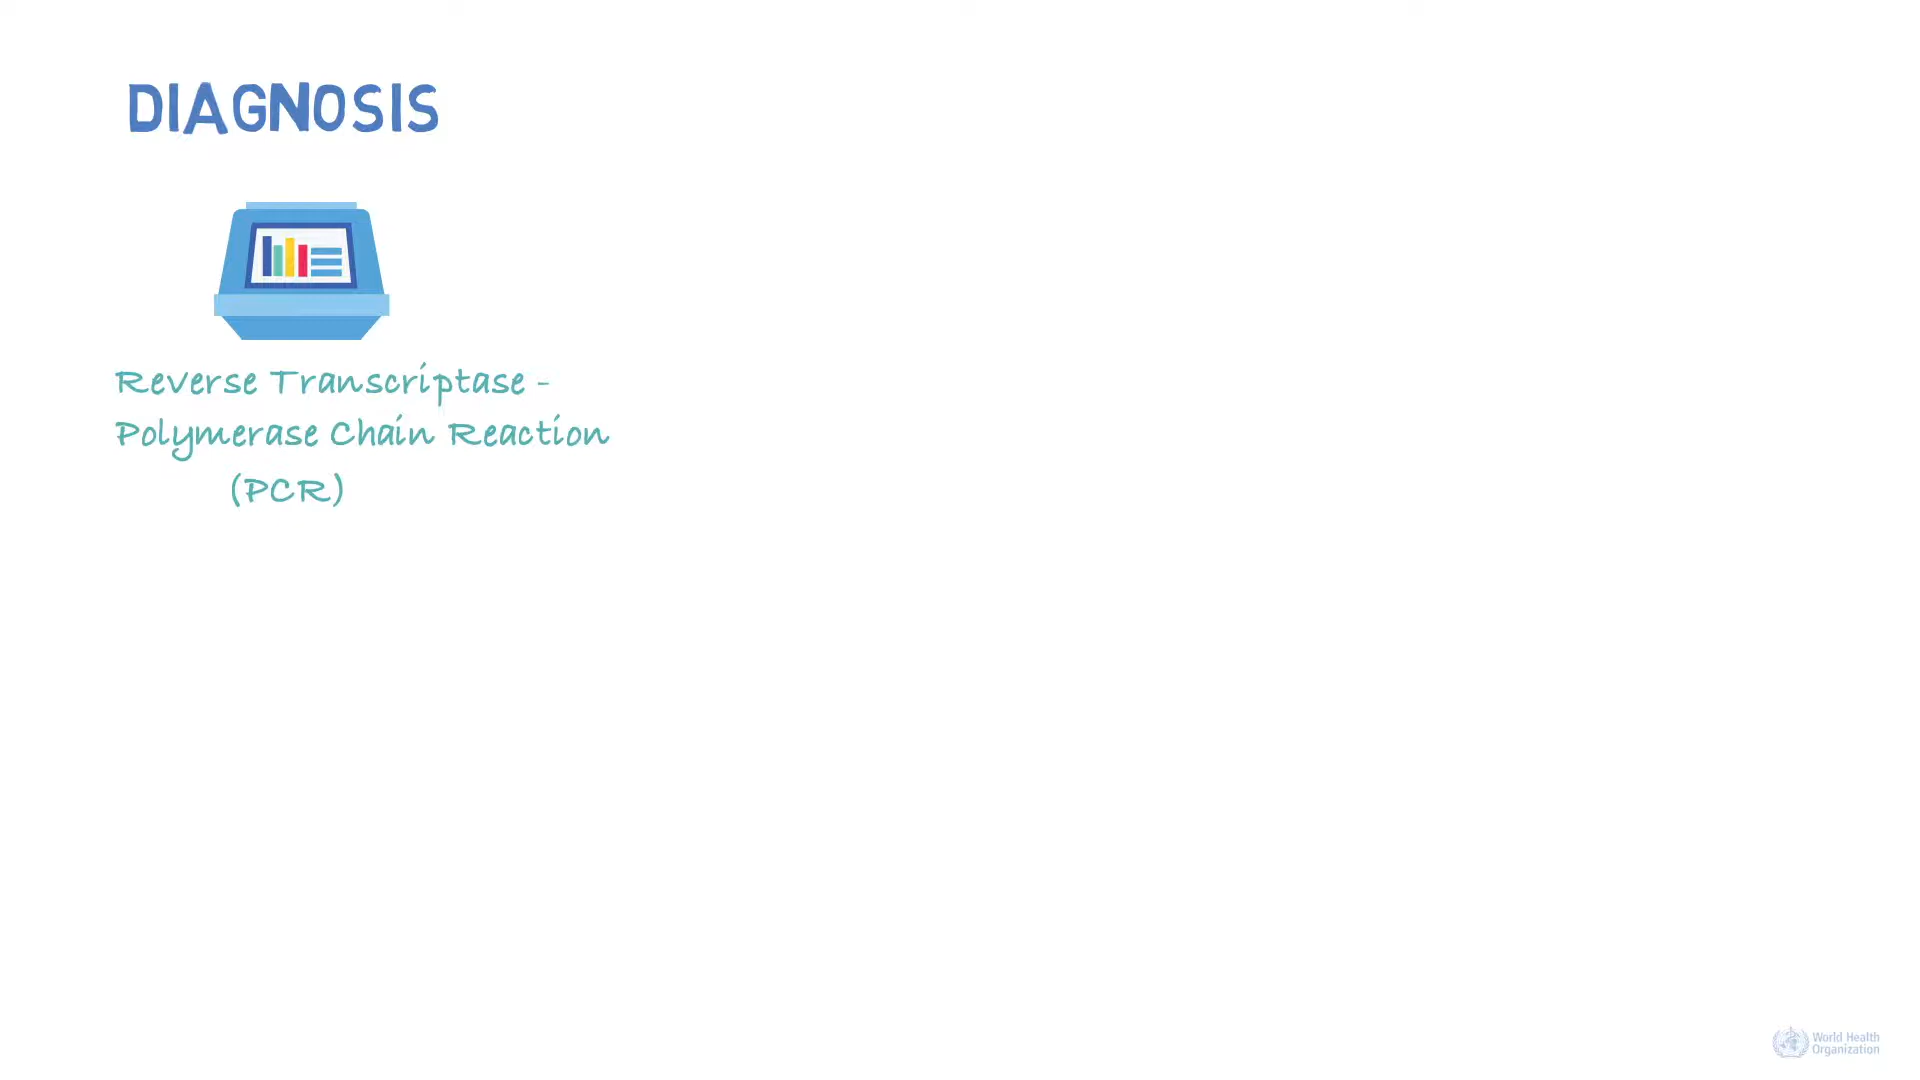 DIAGNOSIS
Reverse Transcriptase -
Polymerase Chain Reaction
(PCR)
World Health
Organization